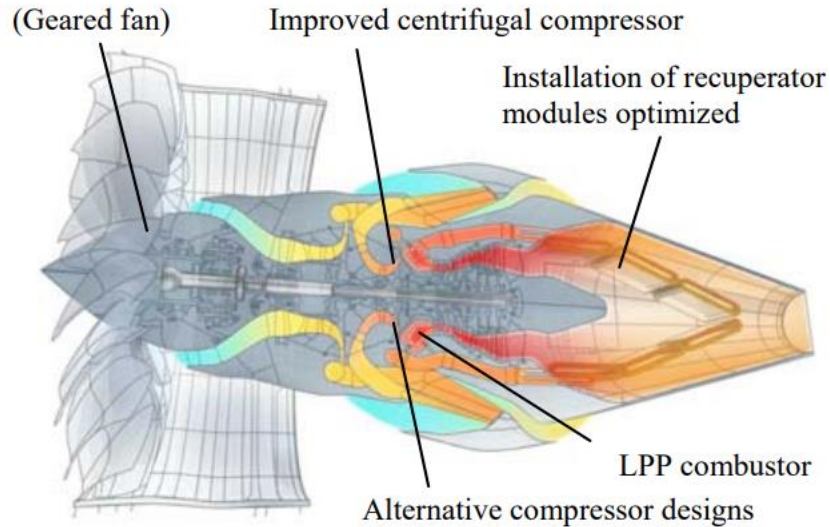 (Geared fan)
Improved centrifugal compressor
Installation of recuperator
modules optimized
LPP combustor
Alternative compressor designs